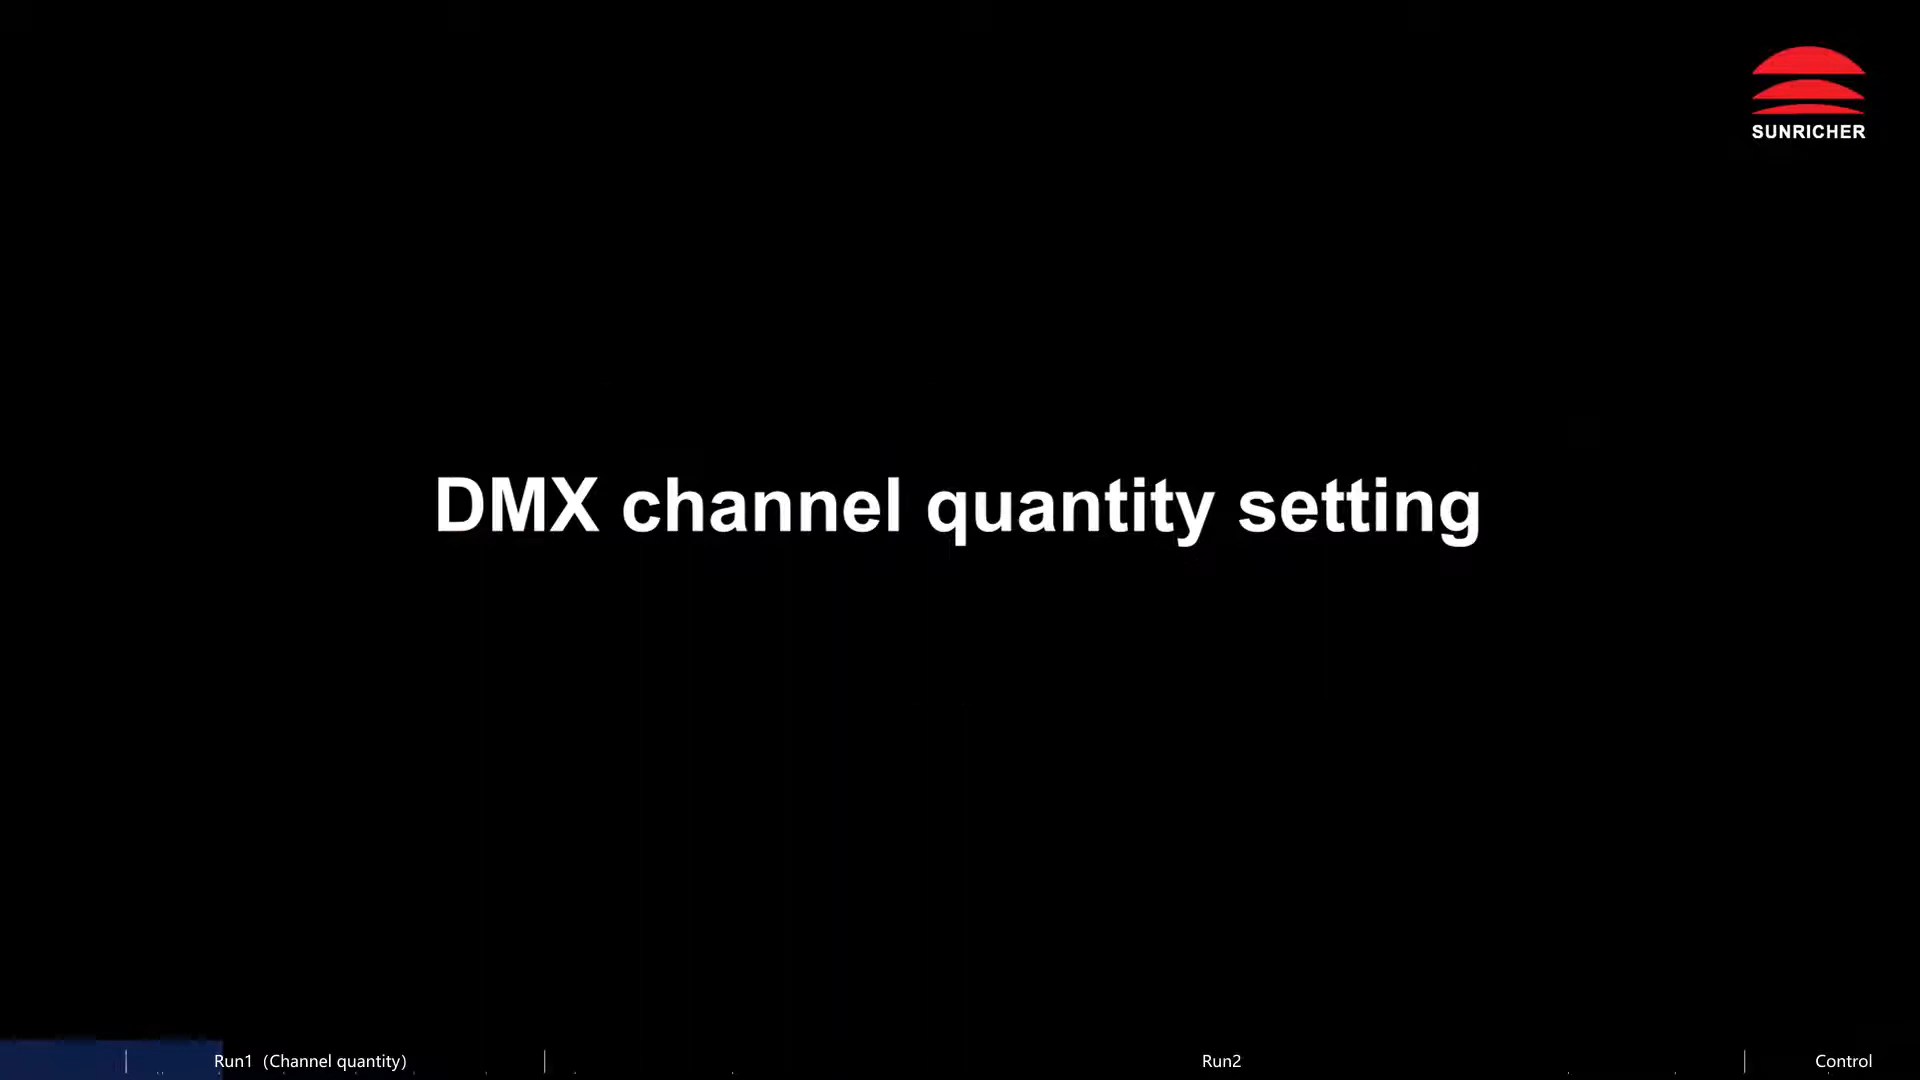 SUNRICHER
DMX channel quantity setting
Run1（Channel quantity） Run2 Control